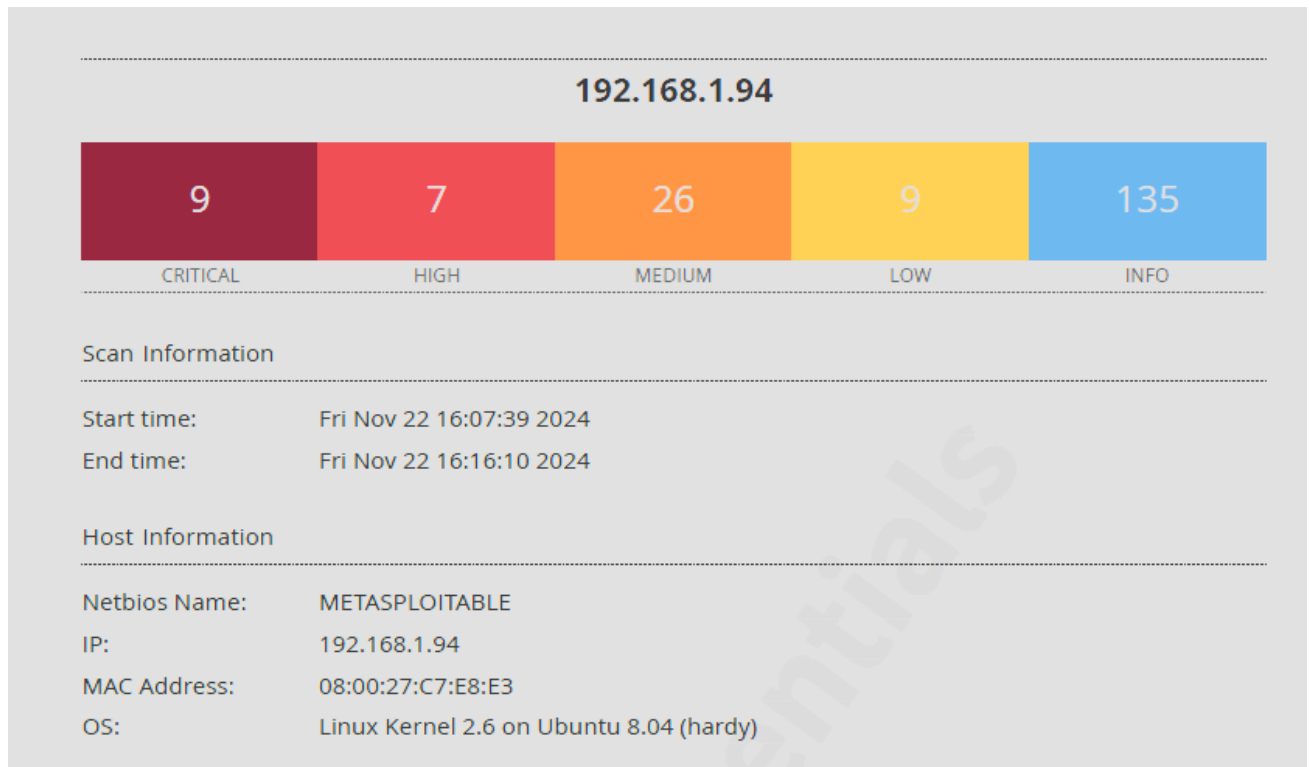 192.168.1.94
9 7 26 9 135
CRITICAL HIGH MEDIUM LOW INFO
Scan Information
Start time: Fri Nov 22 16:07:39 2024
End time: Fri Nov 22 16:16:10 2024
Host Information
Netbios Name: METASPLOITABLE
IP: 192.168.1.94
MAC Address: 08:00:27:C7:E8:E3
OS: Linux Kernel 2.6 on Ubuntu 8.04 (hardy)